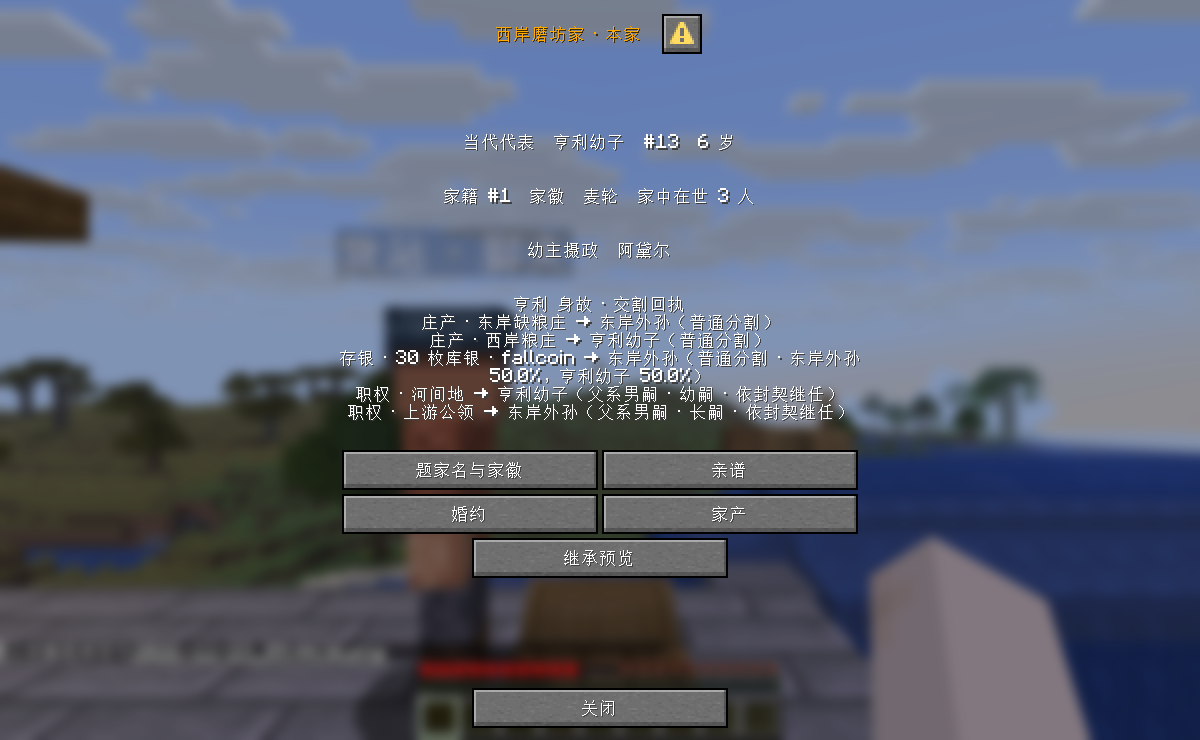 西岸磨坊家·本家
当代代表 亨利幼子 #13 6 岁
家籍 #1 家徽 麦轮 家中在世 3 人
幼主摄政 阿黛尔
亨利 身故·交割回执
庄产·东岸缺粮庄 → 东岸外孙（普通分割）
庄产·西岸粮庄 → 亨利幼子（普通分割）
存银·30 枚库银·fallcoin → 东岸外孙（普通分割·东岸外孙
50.0%, 亨利幼子 50.0%）
职权·河间地 → 亨利幼子（父系男嗣·幼嗣·依封契继任）
职权·上游公领 → 东岸外孙（父系男嗣·长嗣·依封契继任）
题家名与家徽
亲谱
婚约
家产
继承预览
关闭